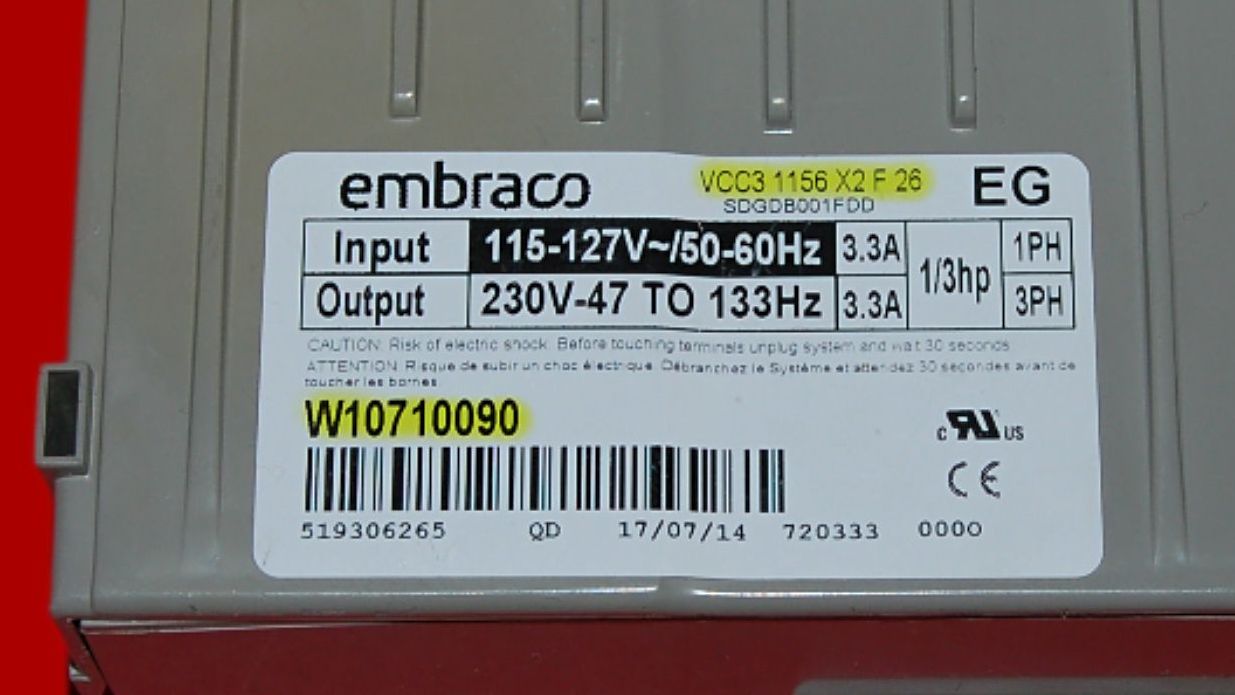 embraco VCC3 1156 X2 F 26 EG
SDGDB001FDD
Input 115-127V~/50-60Hz 3.3A 1/3hp 1PH
Output 230V-47 TO 133Hz 3.3A 3PH
CAUTION: Risk of electric shock. Before touching terminals unplug system and wait 30 seconds
ATTENTION: Risque de subir un choc électrique. Débranchez le Système et attendez 30 secondes avant de
toucher les bornes
W10710090
c RU US
CE
519306265 QD 17/07/14 720333 0000